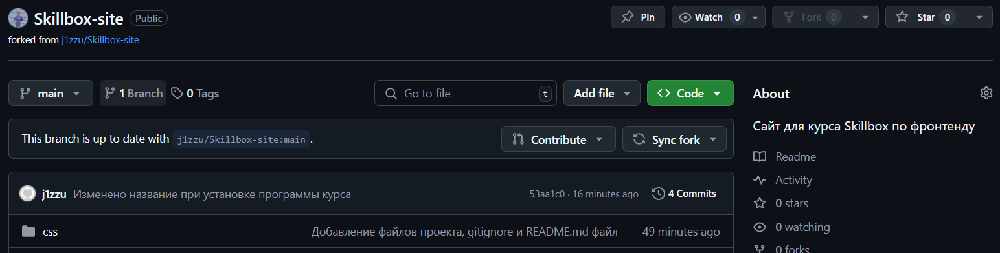 Skillbox-site Public Pin Watch 0 Fork 0 Star 0
forked from j1zzu/Skillbox-site
main 1 Branch 0 Tags Go to file t Add file Code
This branch is up to date with j1zzu/Skillbox-site:main. Contribute Sync fork
j1zzu Изменено название при установке программы курса 53aa1c0 · 16 minutes ago 4 Commits
css Добавление файлов проекта, gitignore и README.md файл 49 minutes ago
About
Сайт для курса Skillbox по фронтенду
Readme
Activity
0 stars
0 watching
0 forks